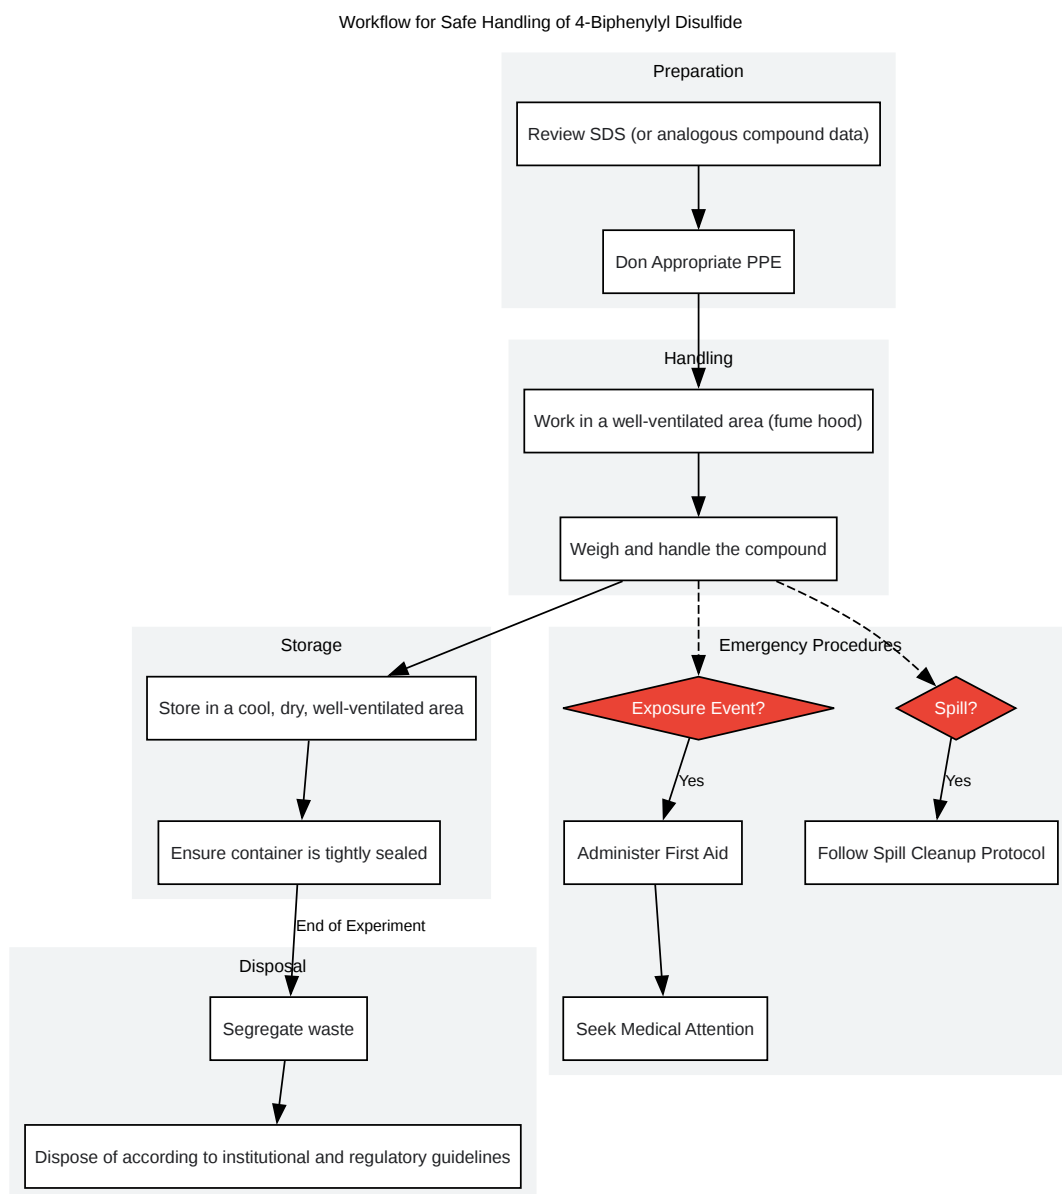 Workflow for Safe Handling of 4-Biphenylyl Disulfide
Preparation
Review SDS (or analogous compound data)
Don Appropriate PPE
Handling
Work in a well-ventilated area (fume hood)
Weigh and handle the compound
Storage
Store in a cool, dry, well-ventilated area
Ensure container is tightly sealed
End of Experiment
Disposal
Segregate waste
Dispose of according to institutional and regulatory guidelines
Emergency Procedures
Exposure Event?
Spill?
Yes
Yes
Administer First Aid
Follow Spill Cleanup Protocol
Seek Medical Attention